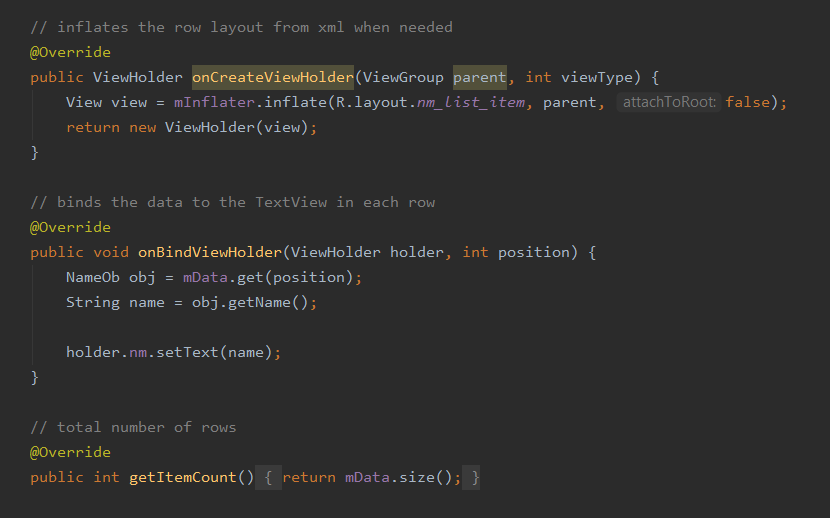 // inflates the row layout from xml when needed
@Override
public ViewHolder onCreateViewHolder(ViewGroup parent, int viewType) {
View view = mInflater.inflate(R.layout.nm_list_item, parent, attachToRoot: false);
return new ViewHolder(view);
}
// binds the data to the TextView in each row
@Override
public void onBindViewHolder(ViewHolder holder, int position) {
NameOb obj = mData.get(position);
String name = obj.getName();
holder.nm.setText(name);
}
// total number of rows
@Override
public int getItemCount() { return mData.size(); }